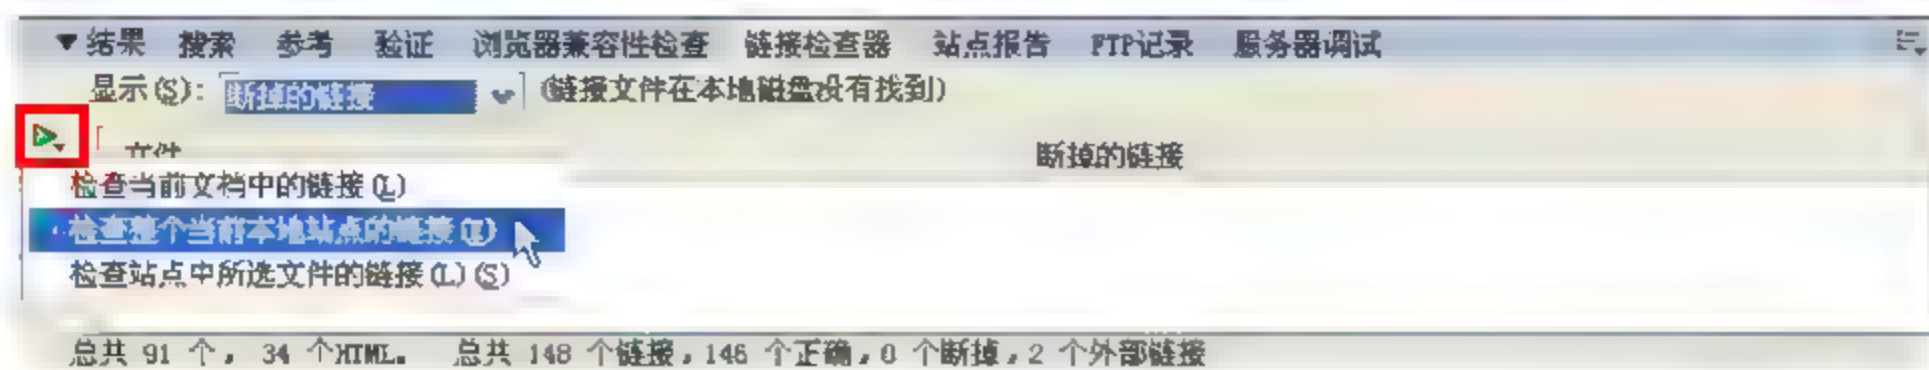 ▼结果 搜索 参考 验证 浏览器兼容性检查 链接检查器 站点报告 FTP记录 服务器调试
显示(S): 断掉的链接 (链接文件在本地磁盘没有找到)
文件 断掉的链接
检查当前文档中的链接(L)
检查整个当前本地站点的链接(E)
检查站点中所选文件的链接(L)(S)
总共 91 个, 34 个HTML. 总共 148 个链接,146 个正确,0 个断掉,2 个外部链接